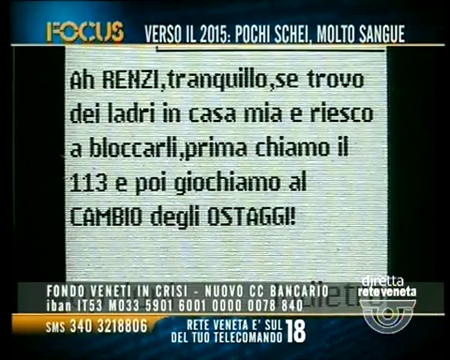 FOCUS
VERSO IL 2015: POCHI SCHEI, MOLTO SANGUE
Ah RENZI,tranquillo,se trovo
dei ladri in casa mia e riesco
a bloccarli,prima chiamo il
113 e poi giochiamo al
CAMBIO degli OSTAGGI!
diretta
reteveneta
FONDO VENETI IN CRISI - NUOVO CC BANCARIO
iban IT53 M033 5901 6001 0000 0078 840
SMS 340 3218806
RETE VENETA E' SUL
DEL TUO TELECOMANDO 18